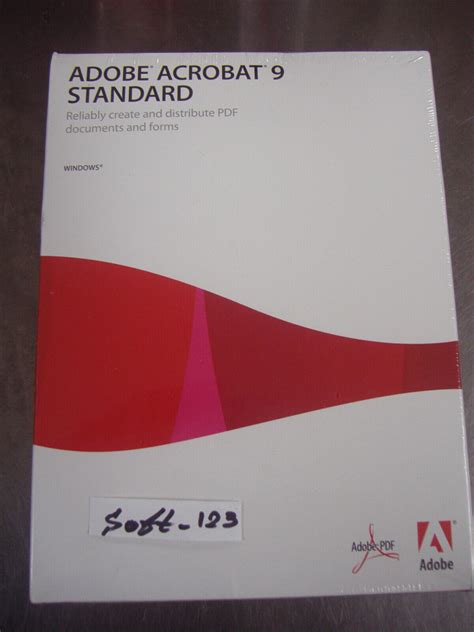 ADOBE® ACROBAT® 9
STANDARD
Reliably create and distribute PDF
documents and forms
WINDOWS®
Soft-123
Adobe PDF
Adobe